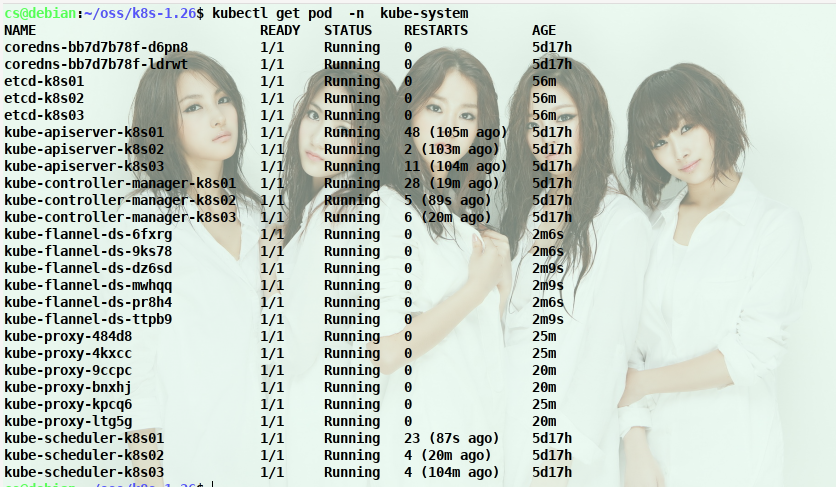 cs@debian:~/oss/k8s-1.26$ kubectl get pod  -n  kube-system
NAME                            READY   STATUS    RESTARTS        AGE
coredns-bb7d7b78f-d6pn8         1/1     Running   0               5d17h
coredns-bb7d7b78f-ldrwt         1/1     Running   0               5d17h
etcd-k8s01                      1/1     Running   0               56m
etcd-k8s02                      1/1     Running   0               56m
etcd-k8s03                      1/1     Running   0               56m
kube-apiserver-k8s01            1/1     Running   48 (105m ago)   5d17h
kube-apiserver-k8s02            1/1     Running   2 (103m ago)    5d17h
kube-apiserver-k8s03            1/1     Running   11 (104m ago)   5d17h
kube-controller-manager-k8s01   1/1     Running   28 (19m ago)    5d17h
kube-controller-manager-k8s02   1/1     Running   5 (89s ago)     5d17h
kube-controller-manager-k8s03   1/1     Running   6 (20m ago)     5d17h
kube-flannel-ds-6fxrg           1/1     Running   0               2m6s
kube-flannel-ds-9ks78           1/1     Running   0               2m6s
kube-flannel-ds-dz6sd           1/1     Running   0               2m9s
kube-flannel-ds-mwhqq           1/1     Running   0               2m9s
kube-flannel-ds-pr8h4           1/1     Running   0               2m6s
kube-flannel-ds-ttpb9           1/1     Running   0               2m9s
kube-proxy-484d8                1/1     Running   0               25m
kube-proxy-4kxcc                1/1     Running   0               25m
kube-proxy-9ccpc                1/1     Running   0               20m
kube-proxy-bnxhj                1/1     Running   0               20m
kube-proxy-kpcq6                1/1     Running   0               25m
kube-proxy-ltg5g                1/1     Running   0               20m
kube-scheduler-k8s01            1/1     Running   23 (87s ago)    5d17h
kube-scheduler-k8s02            1/1     Running   4 (20m ago)     5d17h
kube-scheduler-k8s03            1/1     Running   4 (104m ago)    5d17h
cs@debian:~/oss/k8s-1.26$